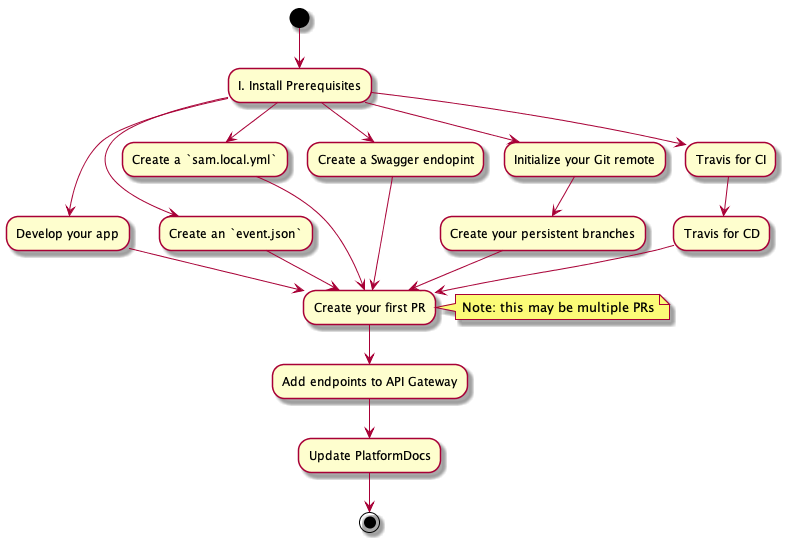 I. Install Prerequisites
Create a `sam.local.yml`
Create a Swagger endopint
Initialize your Git remote
Travis for CI
Develop your app
Create an `event.json`
Create your persistent branches
Travis for CD
Create your first PR
Note: this may be multiple PRs
Add endpoints to API Gateway
Update PlatformDocs